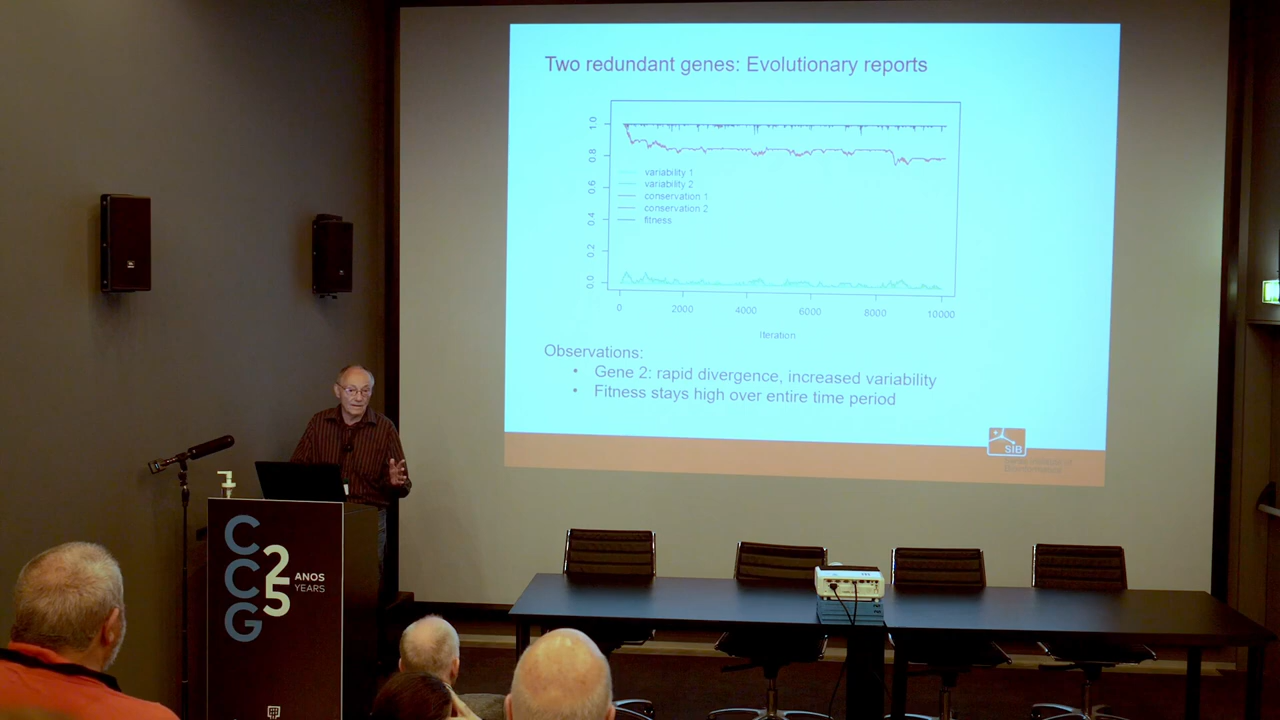 Two redundant genes: Evolutionary reports
1.0
0.8
0.6
0.4
0.2
0.0
variability 1
variability 2
conservation 1
conservation 2
fitness
0 2000 4000 6000 8000 10000
Iteration
Observations:
• Gene 2: rapid divergence, increased variability
• Fitness stays high over entire time period
SIB
CCG
25
ANOS
YEARS